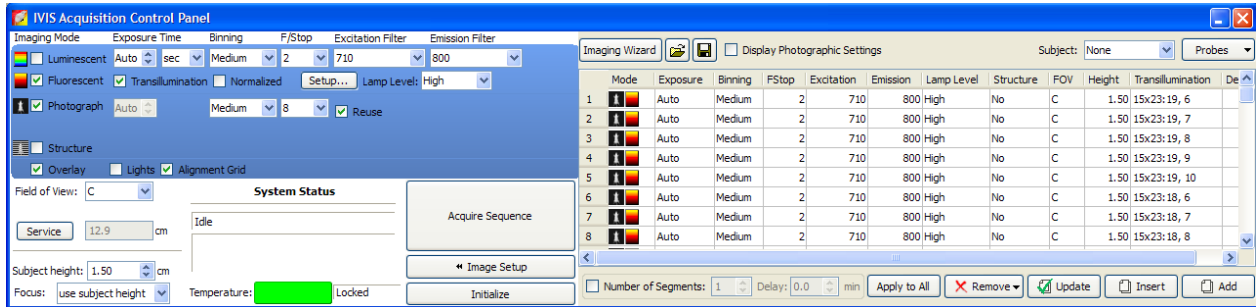 IVIS Acquisition Control Panel
Imaging Mode Exposure Time Binning F/Stop Excitation Filter Emission Filter
Luminescent Auto sec Medium 2 710 800
Fluorescent Transillumination Normalized Setup... Lamp Level: High
Photograph Auto Medium 8 Reuse
Structure
Overlay Lights Alignment Grid
Field of View: C System Status
Service 12.9 cm Idle
Acquire Sequence
Image Setup
Subject height: 1.50 cm
Focus: use subject height Temperature: Locked Initialize
Imaging Wizard Display Photographic Settings Subject: None Probes
Mode Exposure Binning FStop Excitation Emission Lamp Level Structure FOV Height Transillumination De
1 Auto Medium 2 710 800 High No C 1.50 15x23:19, 6
2 Auto Medium 2 710 800 High No C 1.50 15x23:19, 7
3 Auto Medium 2 710 800 High No C 1.50 15x23:19, 8
4 Auto Medium 2 710 800 High No C 1.50 15x23:19, 9
5 Auto Medium 2 710 800 High No C 1.50 15x23:19, 10
6 Auto Medium 2 710 800 High No C 1.50 15x23:18, 6
7 Auto Medium 2 710 800 High No C 1.50 15x23:18, 7
8 Auto Medium 2 710 800 High No C 1.50 15x23:18, 8
Number of Segments: 1 Delay: 0.0 min Apply to All Remove Update Insert Add